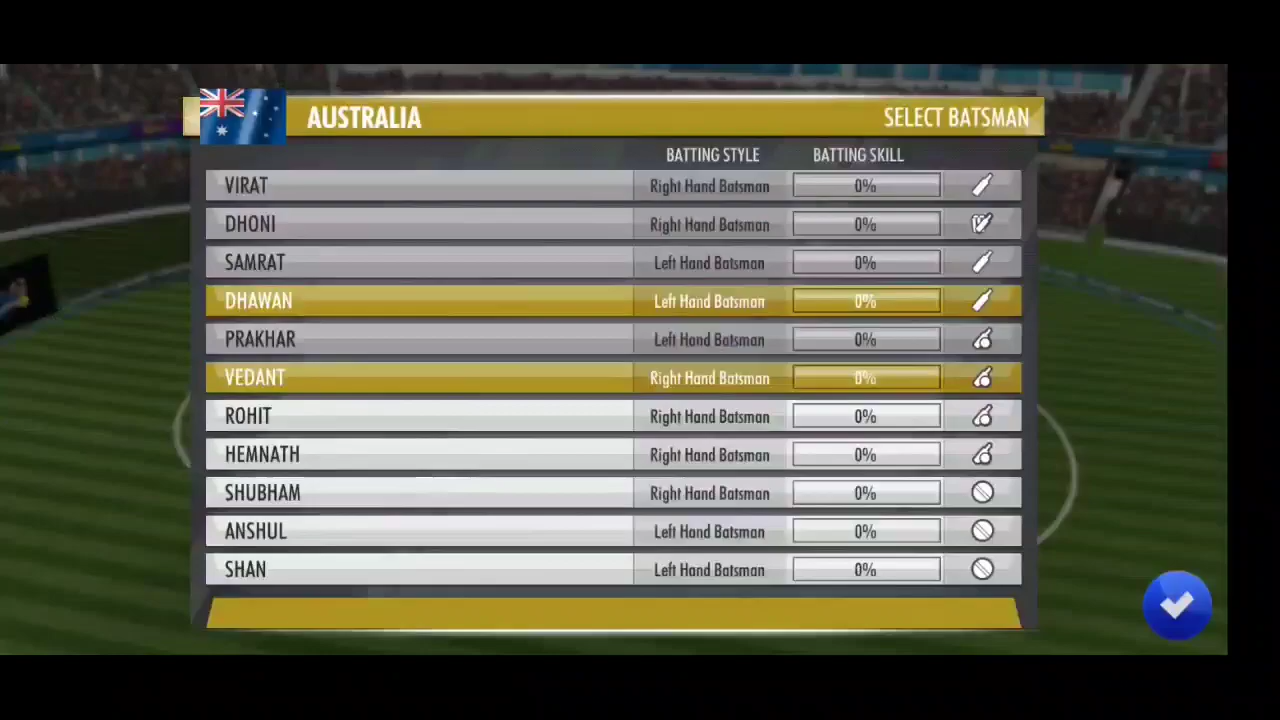 AUSTRALIA SELECT BATSMAN
BATTING STYLE BATTING SKILL
VIRAT Right Hand Batsman 0%
DHONI Right Hand Batsman 0%
SAMRAT Left Hand Batsman 0%
DHAWAN Left Hand Batsman 0%
PRAKHAR Left Hand Batsman 0%
VEDANT Right Hand Batsman 0%
ROHIT Right Hand Batsman 0%
HEMNATH Right Hand Batsman 0%
SHUBHAM Right Hand Batsman 0%
ANSHUL Left Hand Batsman 0%
SHAN Left Hand Batsman 0%